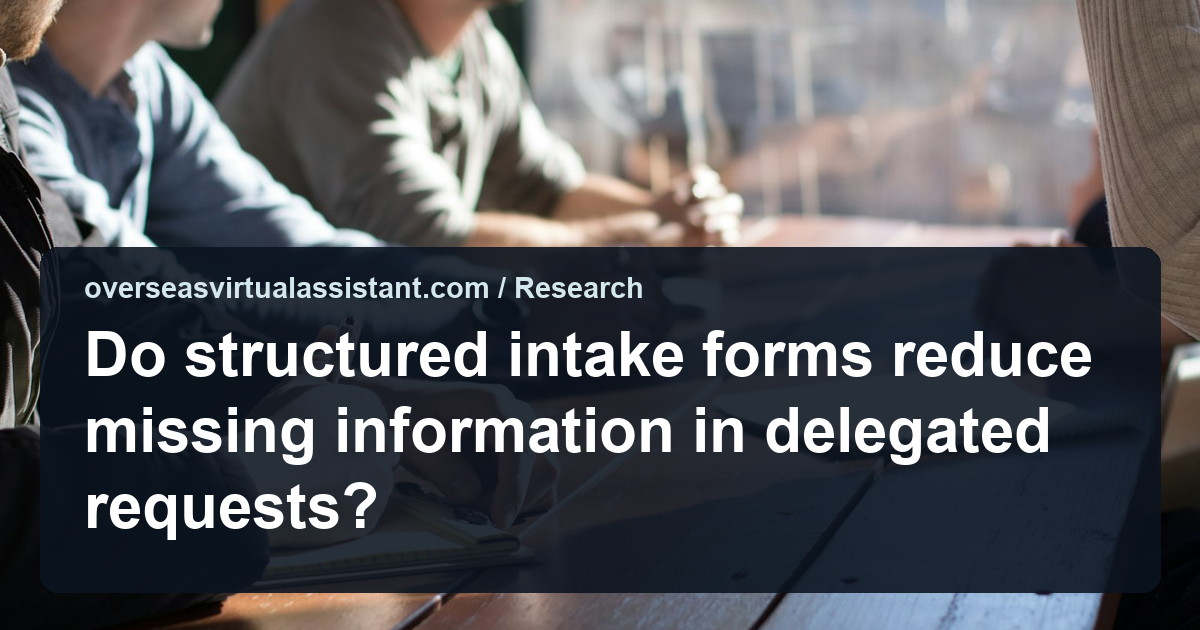 overseasvirtualassistant.com / Research
Do structured intake forms reduce
missing information in delegated
requests?